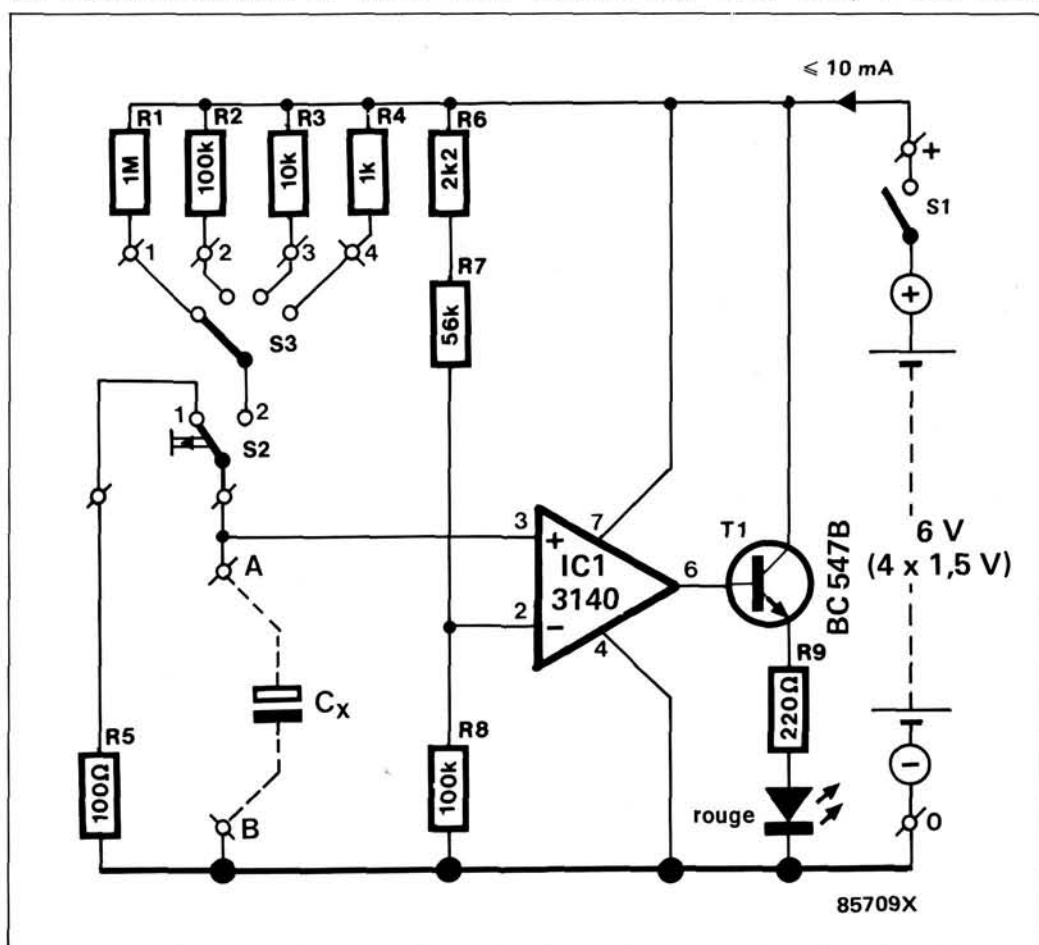 ≤ 10 mA
R1
R2
R3
R4
R6
1M
100k
10k
1k
2k2
+
S1
1
2
3
4
R7
56k
S3
+
1
2
S2
3
7
T1
BC 547B
6 V
(4 x 1,5 V)
A
+
IC1
3140
6
2
−
4
R9
220Ω
Cx
R5
100Ω
R8
100k
rouge
−
B
0
85709X